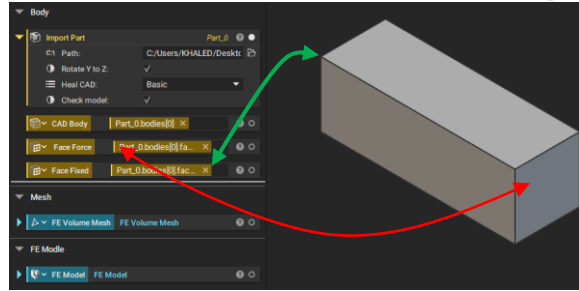 Body
Import Part Part_0
Path: C:/Users/KHALED/Deskto
Rotate Y to Z:
Heal CAD: Basic
Check model:
CAD Body Part_0.bodies[0]
Face Force Part_0.bodies[0].fac...
Face Fixed Part_0.bodies[0].fac...
Mesh
FE Volume Mesh FE Volume Mesh
FE Modle
FE Model FE Model